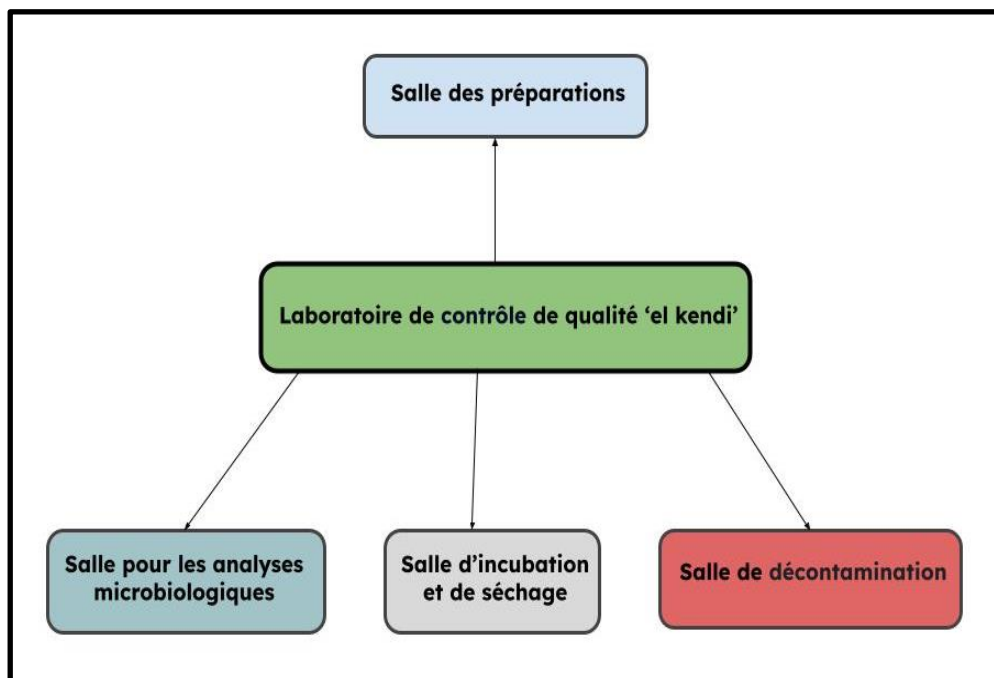 Salle des préparations
Laboratoire de contrôle de qualité ‘el kendi’
Salle pour les analyses
microbiologiques
Salle d’incubation
et de séchage
Salle de décontamination